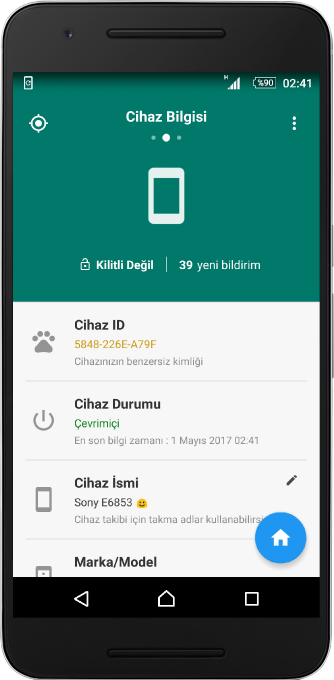 %90 02:41
Cihaz Bilgisi
Kilitli Değil 39 yeni bildirim
Cihaz ID
5848-226E-A79F
Cihazınızın benzersiz kimliği
Cihaz Durumu
Çevrimiçi
En son bilgi zamanı : 1 Mayıs 2017 02:41
Cihaz İsmi
Sony E6853 😀
Cihaz takibi için takma adlar kullanabilirsi
Marka/Model